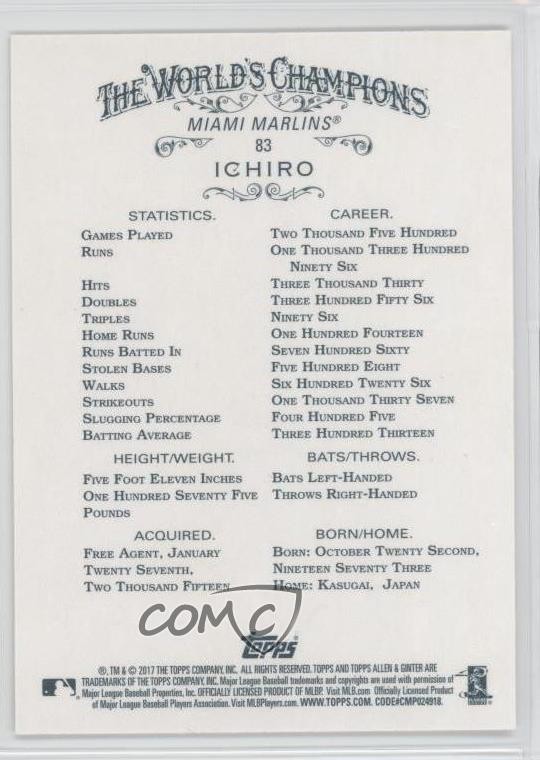 THE WORLD'S CHAMPIONS
MIAMI MARLINS®
83
ICHIRO
STATISTICS. CAREER.
GAMES PLAYED TWO THOUSAND FIVE HUNDRED
RUNS ONE THOUSAND THREE HUNDRED
NINETY SIX
HITS THREE THOUSAND THIRTY
DOUBLES THREE HUNDRED FIFTY SIX
TRIPLES NINETY SIX
HOME RUNS ONE HUNDRED FOURTEEN
RUNS BATTED IN SEVEN HUNDRED SIXTY
STOLEN BASES FIVE HUNDRED EIGHT
WALKS SIX HUNDRED TWENTY SIX
STRIKEOUTS ONE THOUSAND THIRTY SEVEN
SLUGGING PERCENTAGE FOUR HUNDRED FIVE
BATTING AVERAGE THREE HUNDRED THIRTEEN
HEIGHT/WEIGHT. BATS/THROWS.
FIVE FOOT ELEVEN INCHES BATS LEFT-HANDED
ONE HUNDRED SEVENTY FIVE THROWS RIGHT-HANDED
POUNDS
ACQUIRED. BORN/HOME.
FREE AGENT, JANUARY BORN: OCTOBER TWENTY SECOND,
TWENTY SEVENTH, NINETEEN SEVENTY THREE
TWO THOUSAND FIFTEEN HOME: KASUGAI, JAPAN
COMC
TOPPS
®, TM & © 2017 THE TOPPS COMPANY, INC. ALL RIGHTS RESERVED. TOPPS AND TOPPS ALLEN & GINTER ARE
TRADEMARKS OF THE TOPPS COMPANY, INC. Major League Baseball trademarks and copyrights are used with permission of
Major League Baseball Properties, Inc. OFFICIALLY LICENSED PRODUCT OF MLBP. Visit MLB.com Officially Licensed Product
of Major League Baseball Players Association. Visit MLBPlayers.com. WWW.TOPPS.COM. CODE#CMP024918.